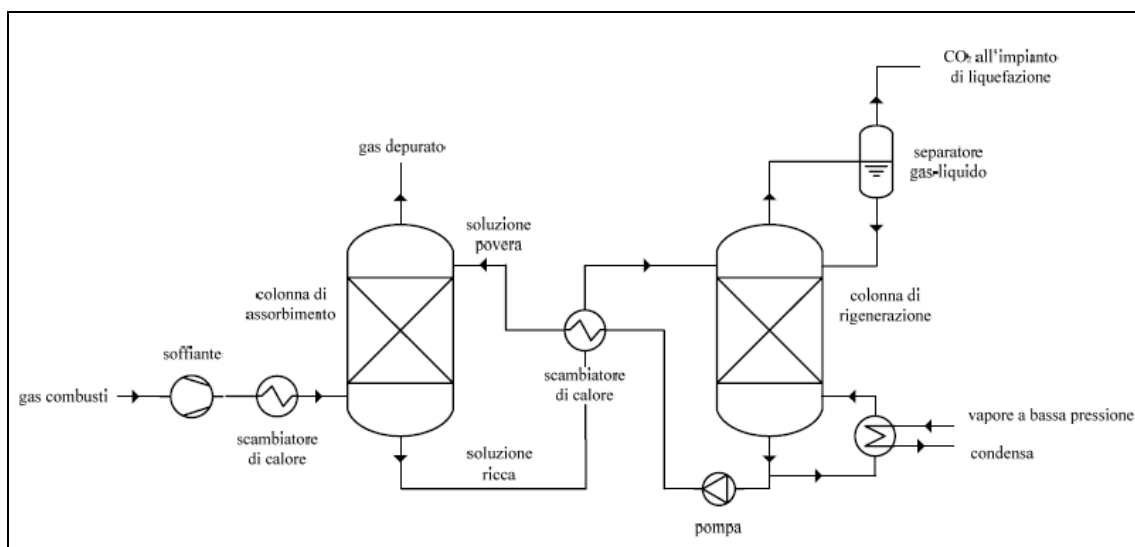 CO₂ all'impianto
di liquefazione
gas depurato
separatore
gas-liquido
soluzione
povera
colonna di
assorbimento
colonna di
rigenerazione
soffiante
gas combusti
scambiatore
di calore
scambiatore
di calore
vapore a bassa pressione
condensa
soluzione
ricca
pompa